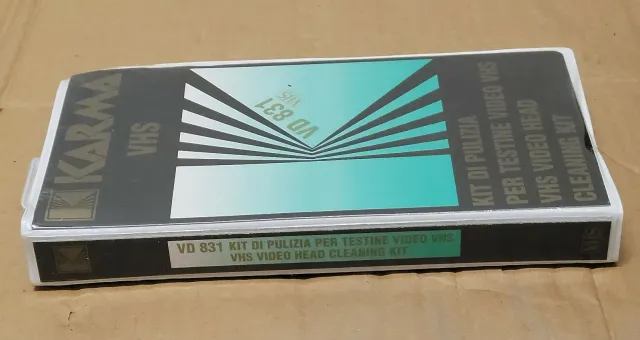 KARMA
VHS
VD 831
VHS
KIT DI PULIZIA
PER TESTINE VIDEO VHS
VHS VIDEO HEAD
CLEANING KIT
VD 831 KIT DI PULIZIA PER TESTINE VIDEO VHS
VHS VIDEO HEAD CLEANING KIT
VHS